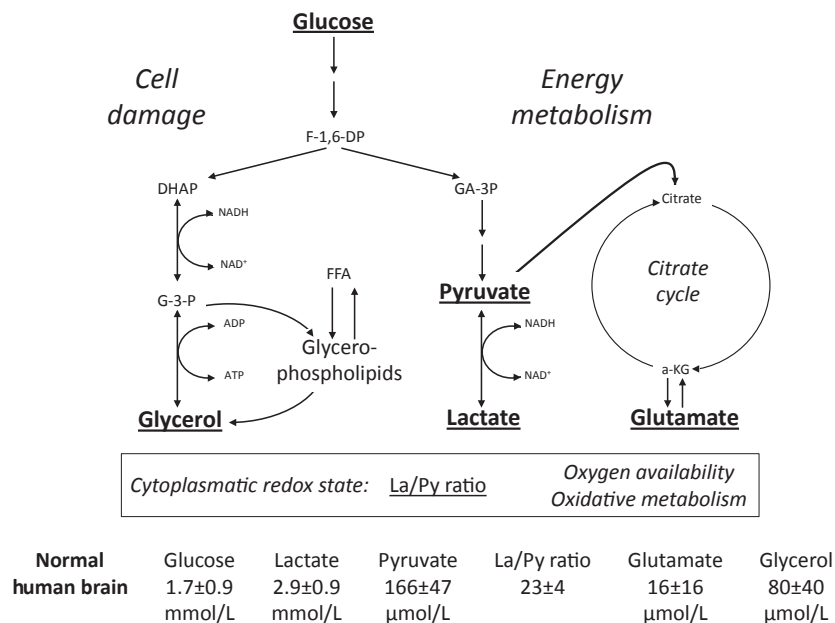 Glucose
Cell
damage
Energy
metabolism
F-1,6-DP
DHAP
GA-3P
Citrate
NADH
NAD⁺
FFA
Citrate
cycle
Pyruvate
G-3-P
ADP
ATP
Glycero-
phospholipids
NADH
NAD⁺
a-KG
Glycerol
Lactate
Glutamate
Cytoplasmatic redox state: La/Py ratio
Oxygen availability
Oxidative metabolism
Normal Glucose Lactate Pyruvate La/Py ratio Glutamate Glycerol
human brain 1.7±0.9 2.9±0.9 166±47 23±4 16±16 80±40
mmol/L mmol/L μmol/L μmol/L μmol/L